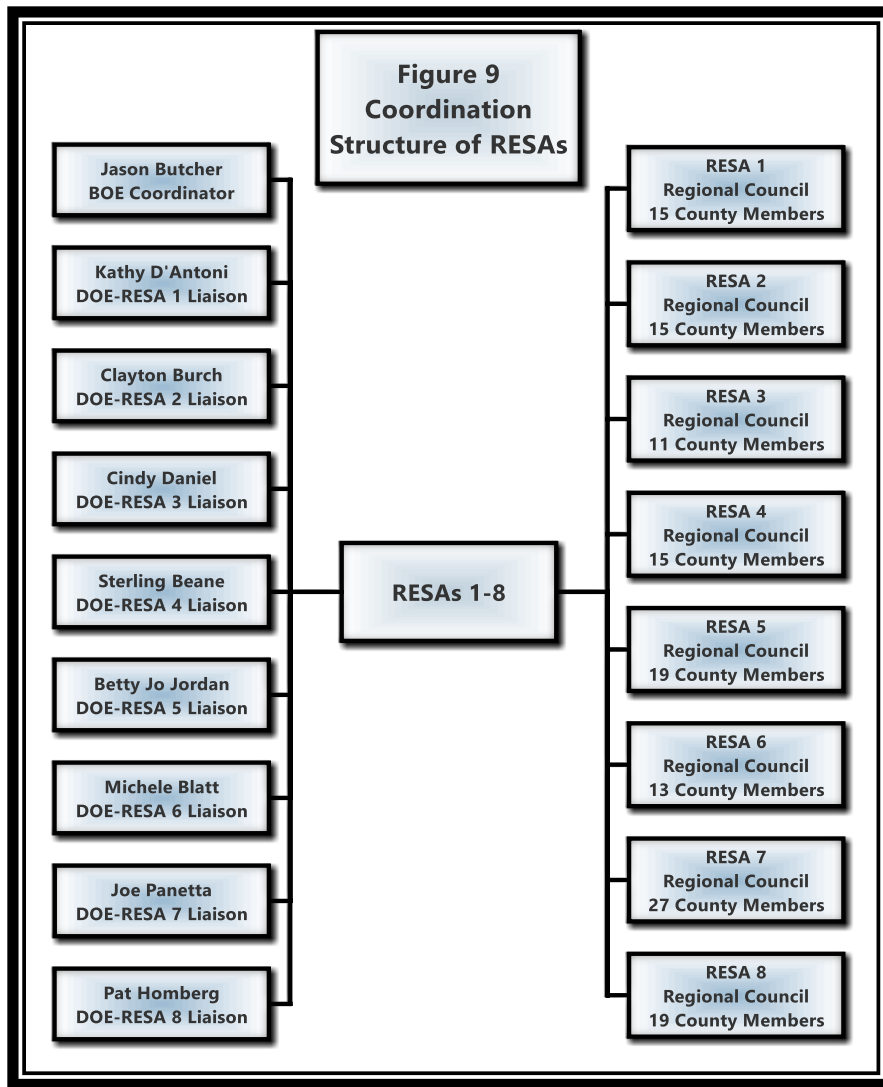 Figure 9
Coordination
Structure of RESAs
Jason Butcher
BOE Coordinator
Kathy D'Antoni
DOE-RESA 1 Liaison
Clayton Burch
DOE-RESA 2 Liaison
Cindy Daniel
DOE-RESA 3 Liaison
Sterling Beane
DOE-RESA 4 Liaison
Betty Jo Jordan
DOE-RESA 5 Liaison
Michele Blatt
DOE-RESA 6 Liaison
Joe Panetta
DOE-RESA 7 Liaison
Pat Homberg
DOE-RESA 8 Liaison
RESAs 1-8
RESA 1
Regional Council
15 County Members
RESA 2
Regional Council
15 County Members
RESA 3
Regional Council
11 County Members
RESA 4
Regional Council
15 County Members
RESA 5
Regional Council
19 County Members
RESA 6
Regional Council
13 County Members
RESA 7
Regional Council
27 County Members
RESA 8
Regional Council
19 County Members